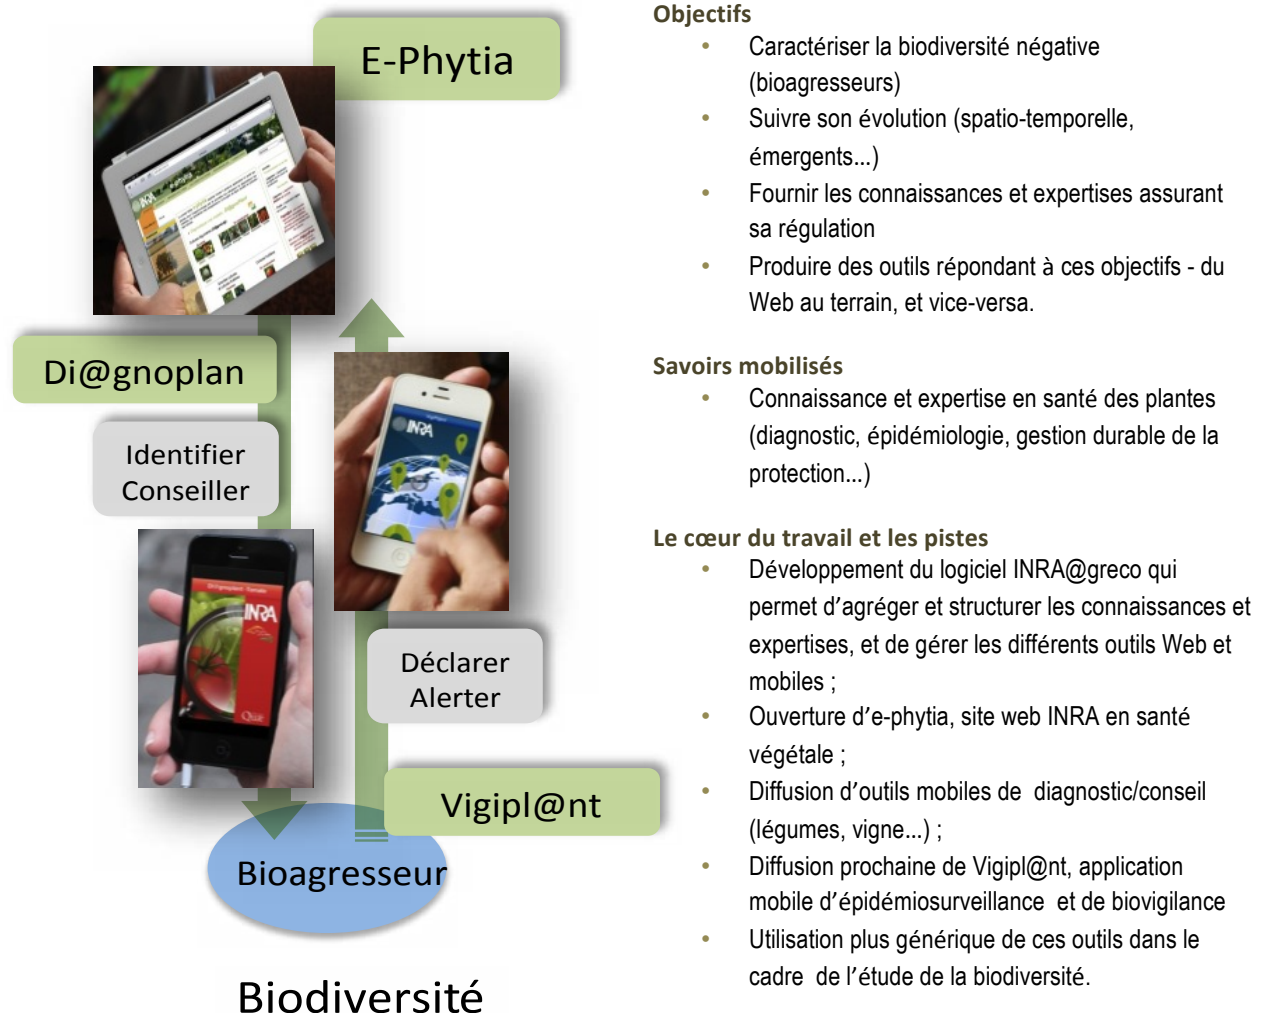 E-Phytia
INRA
e-phytia
Di@gnoplan
Identifier
Conseiller
INRA
INRA
Déclarer
Alerter
Vigipl@nt
Bioagresseur
Biodiversité
Objectifs
• Caractériser la biodiversité négative
(bioagresseurs)
• Suivre son évolution (spatio-temporelle,
émergents...)
• Fournir les connaissances et expertises assurant
sa régulation
• Produire des outils répondant à ces objectifs - du
Web au terrain, et vice-versa.
Savoirs mobilisés
• Connaissance et expertise en santé des plantes
(diagnostic, épidémiologie, gestion durable de la
protection...)
Le cœur du travail et les pistes
• Développement du logiciel INRA@greco qui
permet d’agréger et structurer les connaissances et
expertises, et de gérer les différents outils Web et
mobiles ;
• Ouverture d’e-phytia, site web INRA en santé
végétale ;
• Diffusion d’outils mobiles de diagnostic/conseil
(légumes, vigne...) ;
• Diffusion prochaine de Vigipl@nt, application
mobile d’épidémiosurveillance et de biovigilance
• Utilisation plus générique de ces outils dans le
cadre de l’étude de la biodiversité.